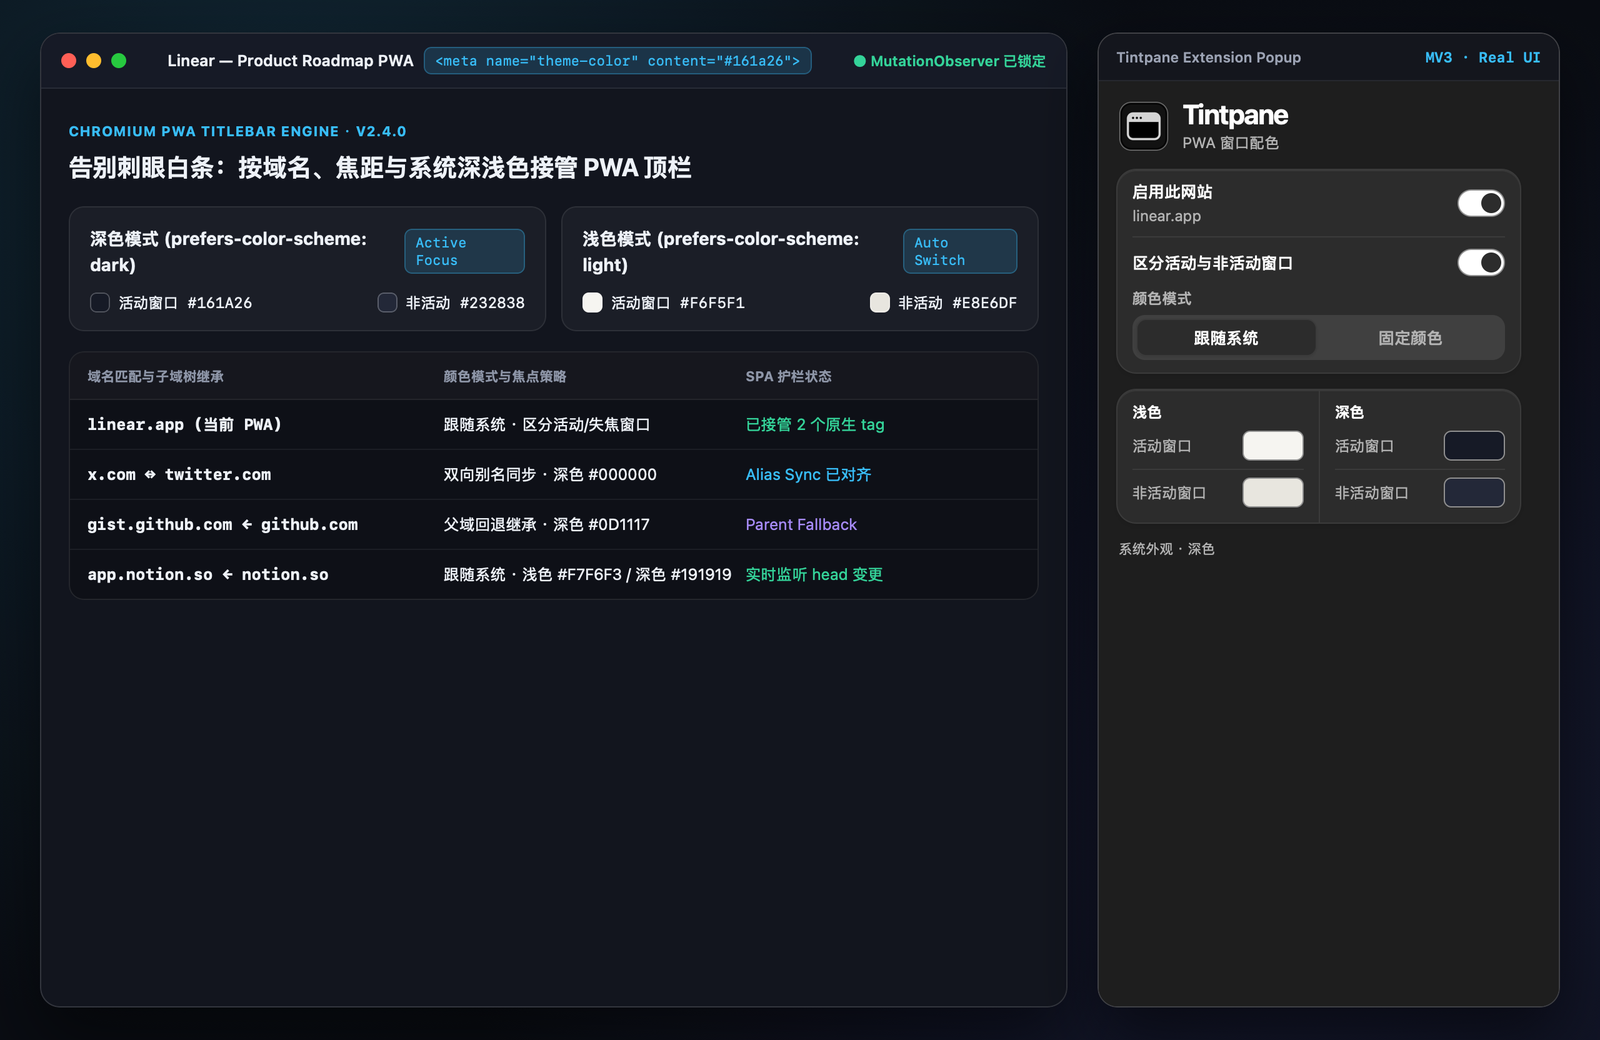 Linear — Product Roadmap PWA
<meta name="theme-color" content="#161a26">
MutationObserver 已锁定
CHROMIUM PWA TITLEBAR ENGINE · V2.4.0
告别刺眼白条：按域名、焦距与系统深浅色接管 PWA 顶栏
深色模式 (prefers-color-scheme:
dark)
Active
Focus
活动窗口 #161A26
非活动 #232838
浅色模式 (prefers-color-scheme:
light)
Auto
Switch
活动窗口 #F6F5F1
非活动 #E8E6DF
域名匹配与子域树继承 颜色模式与焦点策略 SPA 护栏状态
linear.app (当前 PWA) 跟随系统 · 区分活动/失焦窗口 已接管 2 个原生 tag
x.com ⇔ twitter.com 双向别名同步 · 深色 #000000 Alias Sync 已对齐
gist.github.com ← github.com 父域回退继承 · 深色 #0D1117 Parent Fallback
app.notion.so ← notion.so 跟随系统 · 浅色 #F7F6F3 / 深色 #191919 实时监听 head 变更
Tintpane Extension Popup
MV3 · Real UI
Tintpane
PWA 窗口配色
启用此网站
linear.app
区分活动与非活动窗口
颜色模式
跟随系统 固定颜色
浅色
活动窗口
非活动窗口
深色
活动窗口
非活动窗口
系统外观 · 深色